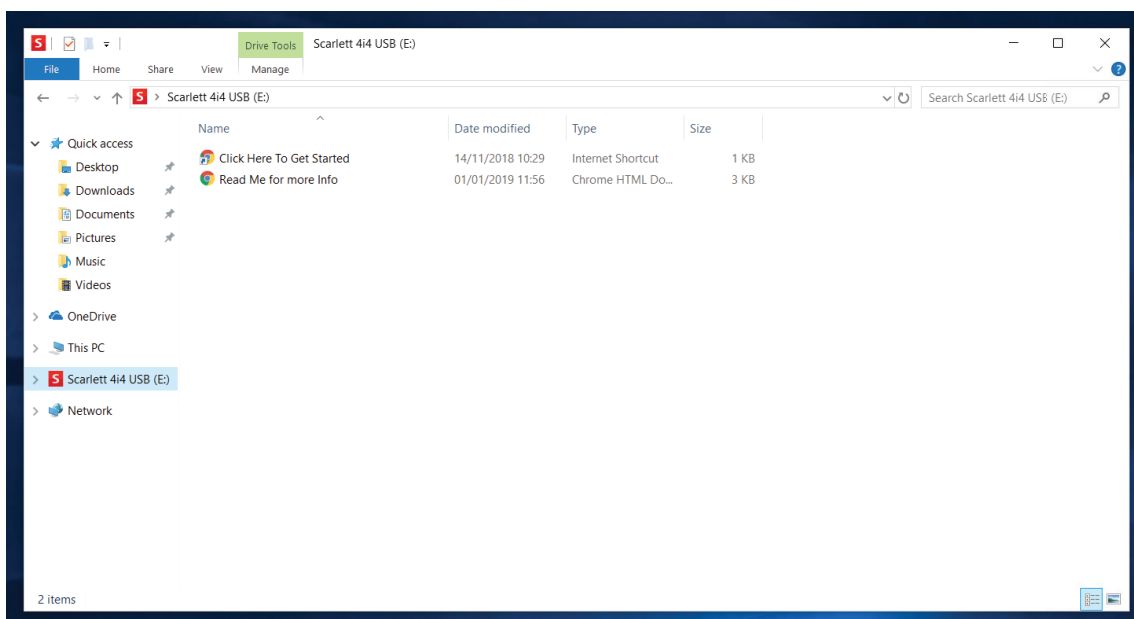 S Drive Tools Scarlett 4i4 USB (E:)
File Home Share View Manage ?
S > Scarlett 4i4 USB (E:) Search Scarlett 4i4 USB (E:)
Name Date modified Type Size
Quick access
Click Here To Get Started 14/11/2018 10:29 Internet Shortcut 1 KB
Desktop
Read Me for more Info 01/01/2019 11:56 Chrome HTML Do... 3 KB
Downloads
Documents
Pictures
Music
Videos
OneDrive
This PC
S Scarlett 4i4 USB (E:)
Network
2 items